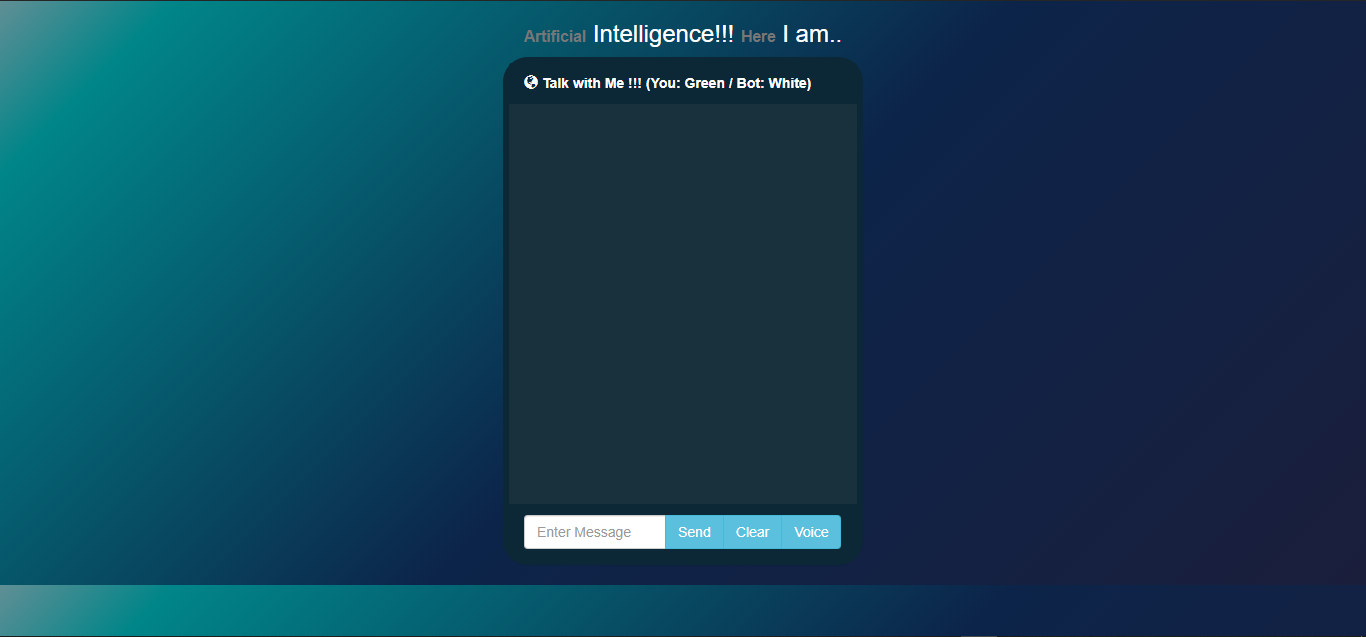 Artificial Intelligence!!! Here I am..
Talk with Me !!! (You: Green / Bot: White)
Enter Message Send Clear Voice